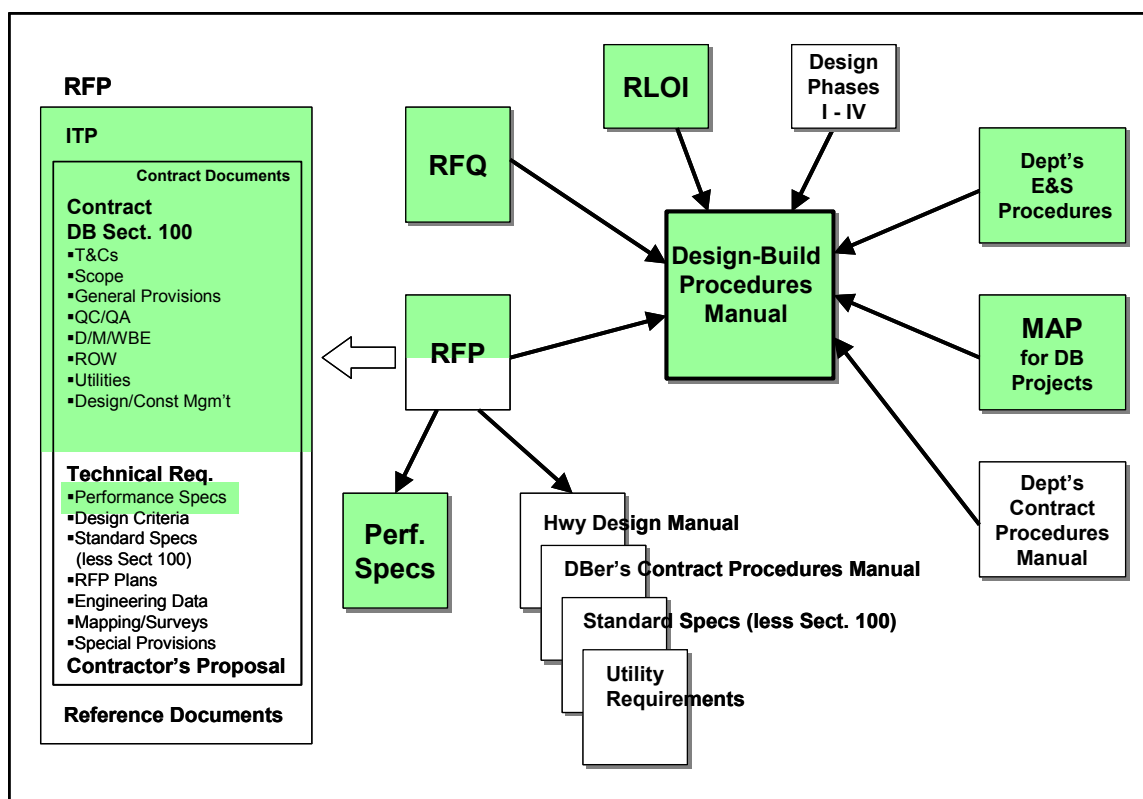 RFP
ITP
Contract Documents
Contract
DB Sect. 100
▪T&Cs
▪Scope
▪General Provisions
▪QC/QA
▪D/M/WBE
▪ROW
▪Utilities
▪Design/Const Mgm't
Technical Req.
▪Performance Specs
▪Design Criteria
▪Standard Specs
(less Sect 100)
▪RFP Plans
▪Engineering Data
▪Mapping/Surveys
▪Special Provisions
Contractor's Proposal
Reference Documents
RFQ
RLOI
Design
Phases
I - IV
Dept's
E&S
Procedures
Design-Build
Procedures
Manual
RFP
MAP
for DB
Projects
Perf.
Specs
Hwy Design Manual
DBer's Contract Procedures Manual
Standard Specs (less Sect. 100)
Utility
Requirements
Dept's
Contract
Procedures
Manual